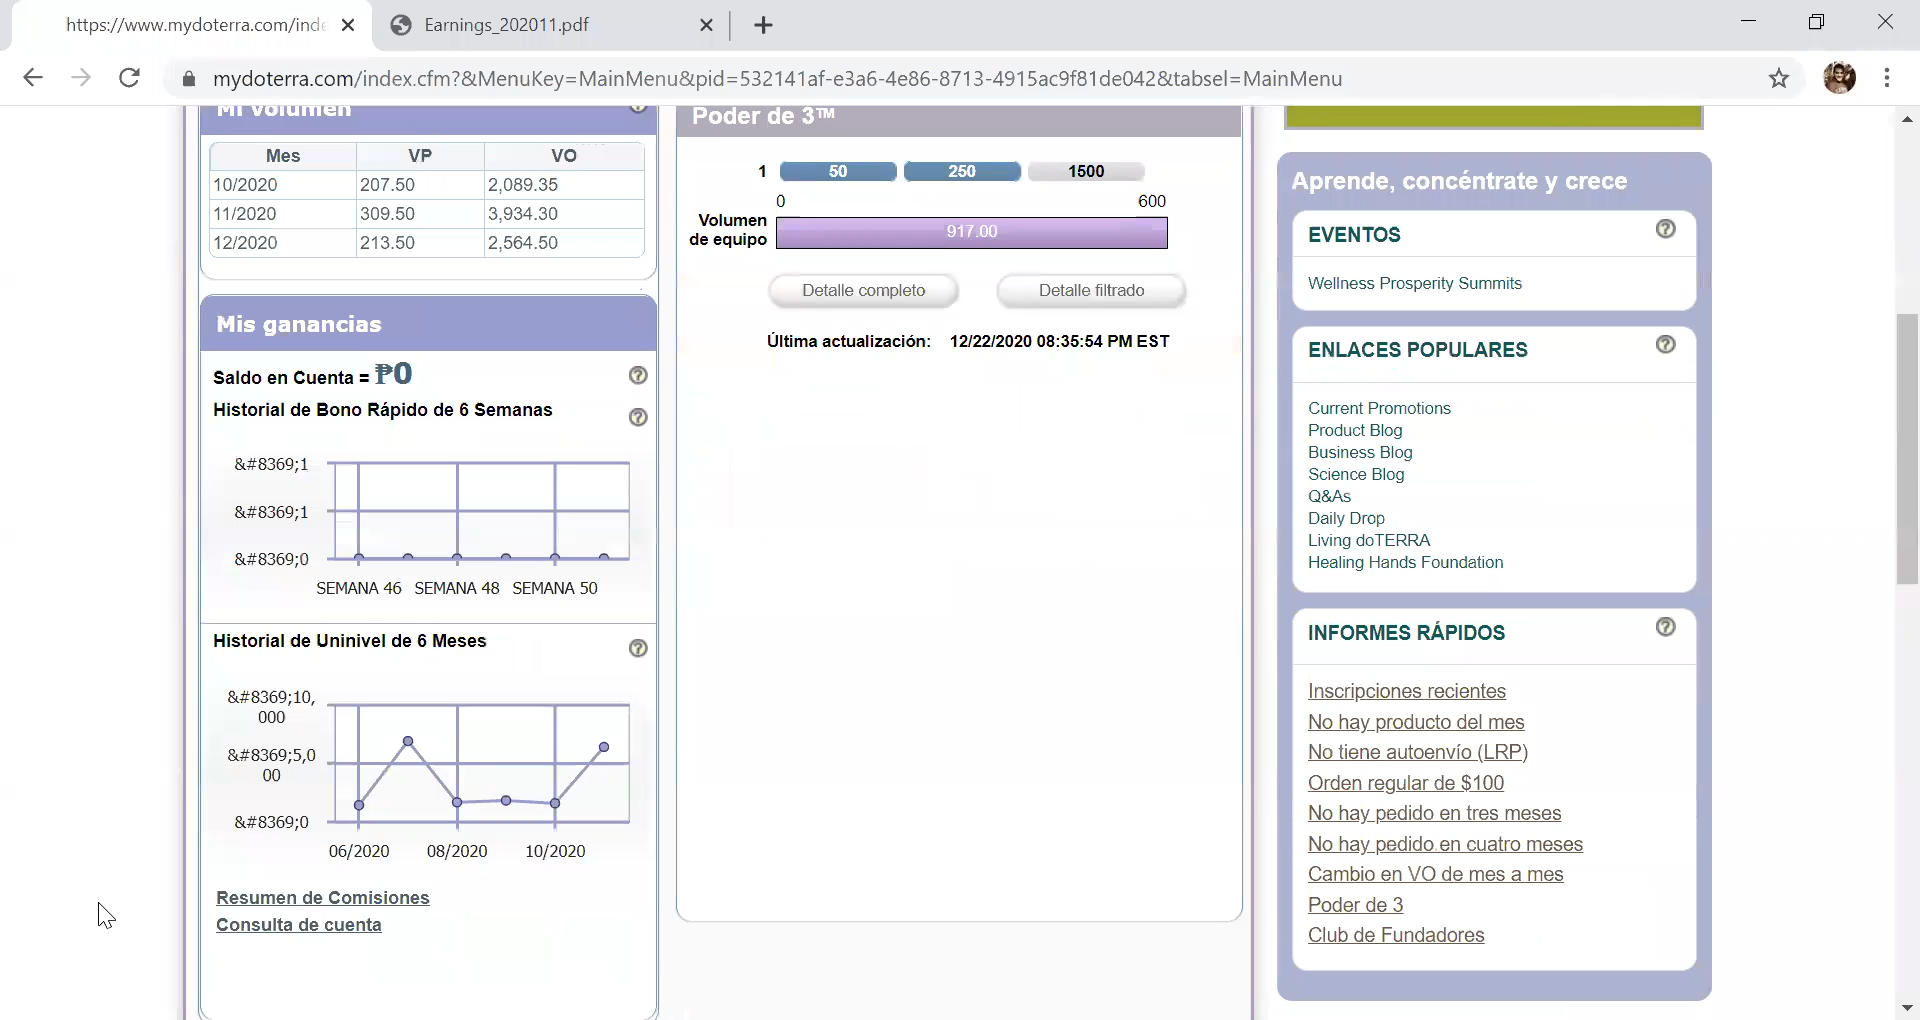 https://www.mydoterra.com/inde
Earnings_202011.pdf
mydoterra.com/index.cfm?&MenuKey=MainMenu&pid=532141af-e3a6-4e86-8713-4915ac9f81de042&tabsel=MainMenu
Mi volumen
Mes VP VO
10/2020 207.50 2,089.35
11/2020 309.50 3,934.30
12/2020 213.50 2,564.50
Mis ganancias
Saldo en Cuenta = ₱0
Historial de Bono Rápido de 6 Semanas
&#8369;1
&#8369;1
&#8369;0
SEMANA 46 SEMANA 48 SEMANA 50
Historial de Uninivel de 6 Meses
&#8369;10,
000
&#8369;5,0
00
&#8369;0
06/2020 08/2020 10/2020
Resumen de Comisiones
Consulta de cuenta
Poder de 3™
1 50 250 1500
0 600
Volumen
de equipo
917.00
Detalle completo Detalle filtrado
Última actualización: 12/22/2020 08:35:54 PM EST
Aprende, concéntrate y crece
EVENTOS
Wellness Prosperity Summits
ENLACES POPULARES
Current Promotions
Product Blog
Business Blog
Science Blog
Q&As
Daily Drop
Living doTERRA
Healing Hands Foundation
INFORMES RÁPIDOS
Inscripciones recientes
No hay producto del mes
No tiene autoenvío (LRP)
Orden regular de $100
No hay pedido en tres meses
No hay pedido en cuatro meses
Cambio en VO de mes a mes
Poder de 3
Club de Fundadores